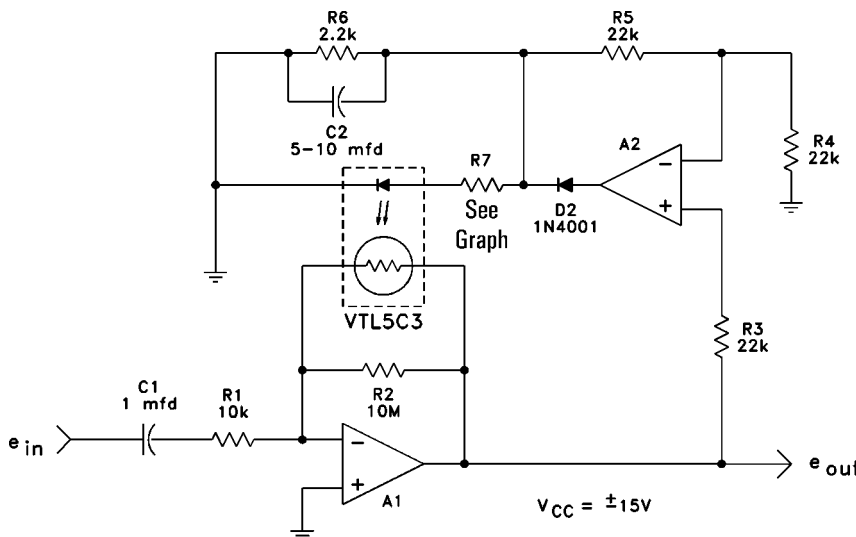 R6
2.2k
R5
22k
C2
5-10 mfd
R7
See
Graph
A2
-
+
D2
1N4001
R4
22k
VTL5C3
R3
22k
C1
1 mfd
R1
10k
R2
10M
e in
-
+
A1
e out
VCC = ±15V